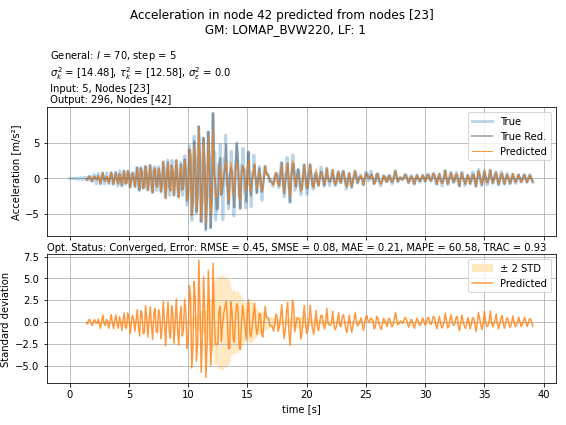 Acceleration in node 42 predicted from nodes [23]
GM: LOMAP_BVW220, LF: 1
General: l = 70, step = 5
σ²ₖ = [14.48], τ²ₖ = [12.58], σ²ε = 0.0
Input: 5, Nodes [23]
Output: 296, Nodes [42]
Acceleration [m/s²]
5
0
−5
True
True Red.
Predicted
Opt. Status: Converged, Error: RMSE = 0.45, SMSE = 0.08, MAE = 0.21, MAPE = 60.58, TRAC = 0.93
Standard deviation
7.5
5.0
2.5
0.0
−2.5
−5.0
± 2 STD
Predicted
0 5 10 15 20 25 30 35 40
time [s]